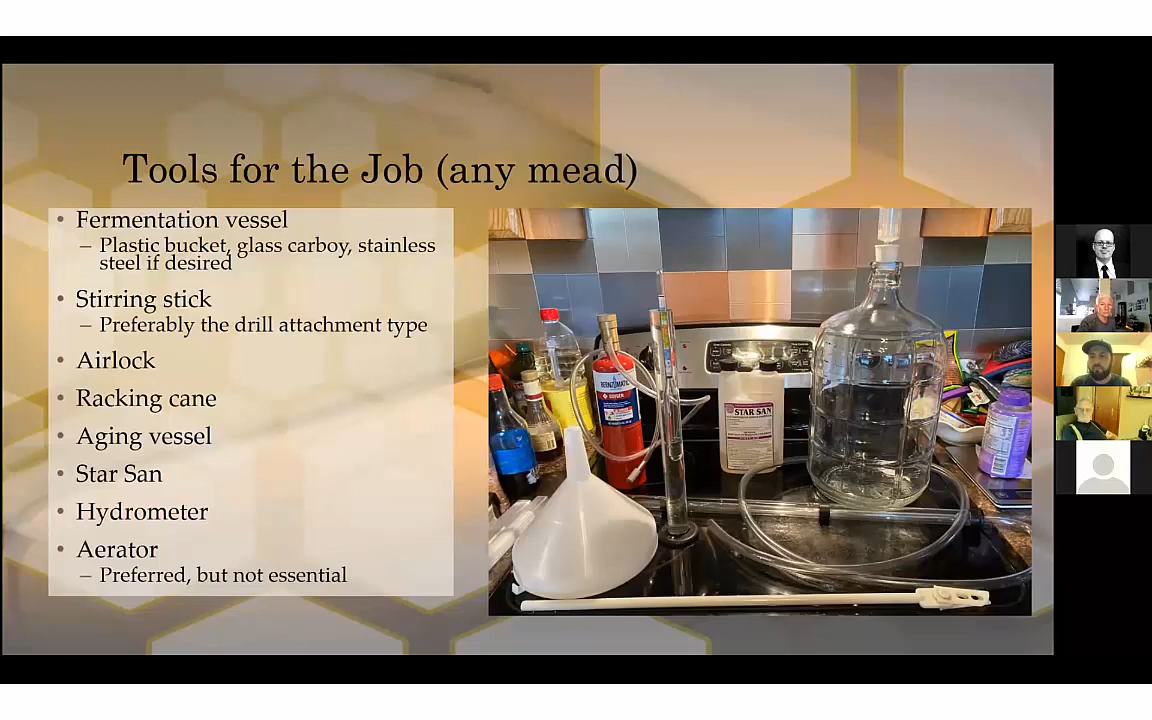 Tools for the Job (any mead)
• Fermentation vessel
– Plastic bucket, glass carboy, stainless
steel if desired
• Stirring stick
– Preferably the drill attachment type
• Airlock
• Racking cane
• Aging vessel
• Star San
• Hydrometer
• Aerator
– Preferred, but not essential
BERNZOMATIC
OXYGEN
STAR SAN